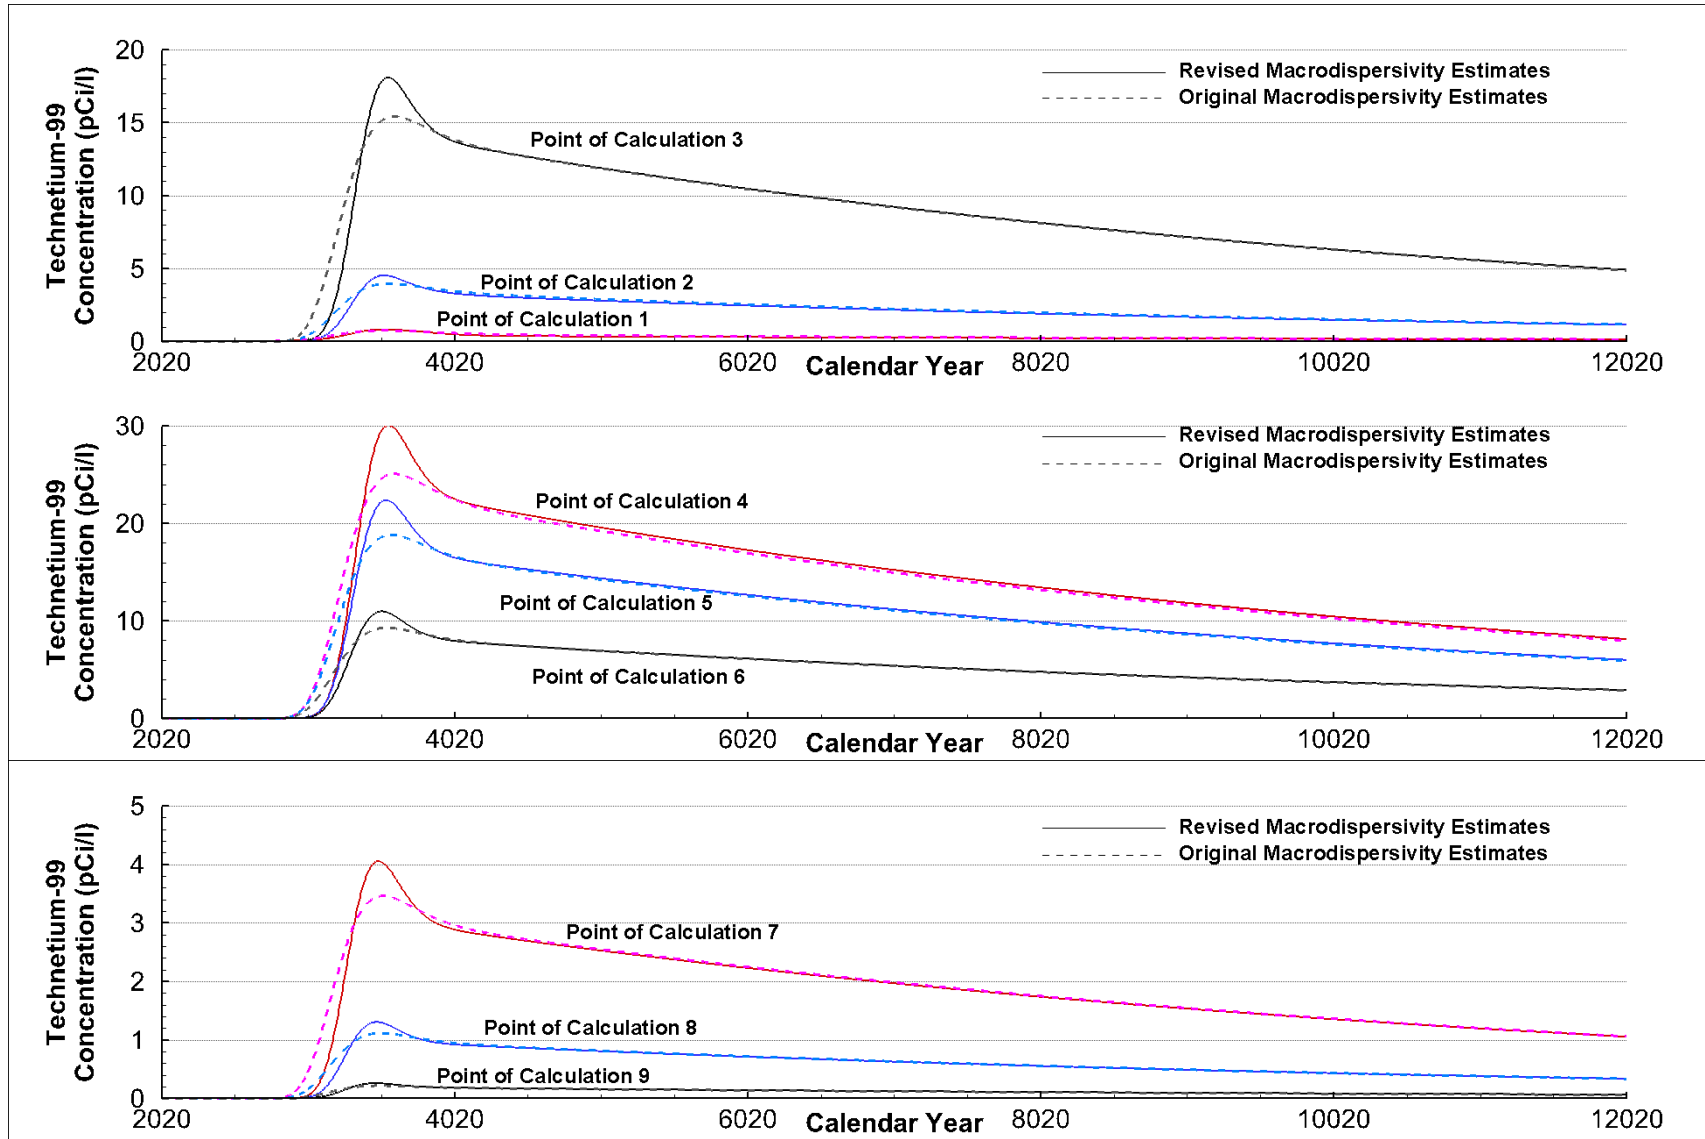 Technetium-99
Concentration (pCi/l)
20
15
10
5
0
Revised Macrodispersivity Estimates
Original Macrodispersivity Estimates
Point of Calculation 3
Point of Calculation 2
Point of Calculation 1
2020 4020 6020 8020 10020 12020
Calendar Year
Technetium-99
Concentration (pCi/l)
30
20
10
0
Revised Macrodispersivity Estimates
Original Macrodispersivity Estimates
Point of Calculation 4
Point of Calculation 5
Point of Calculation 6
2020 4020 6020 8020 10020 12020
Calendar Year
Technetium-99
Concentration (pCi/l)
5
4
3
2
1
0
Revised Macrodispersivity Estimates
Original Macrodispersivity Estimates
Point of Calculation 7
Point of Calculation 8
Point of Calculation 9
2020 4020 6020 8020 10020 12020
Calendar Year